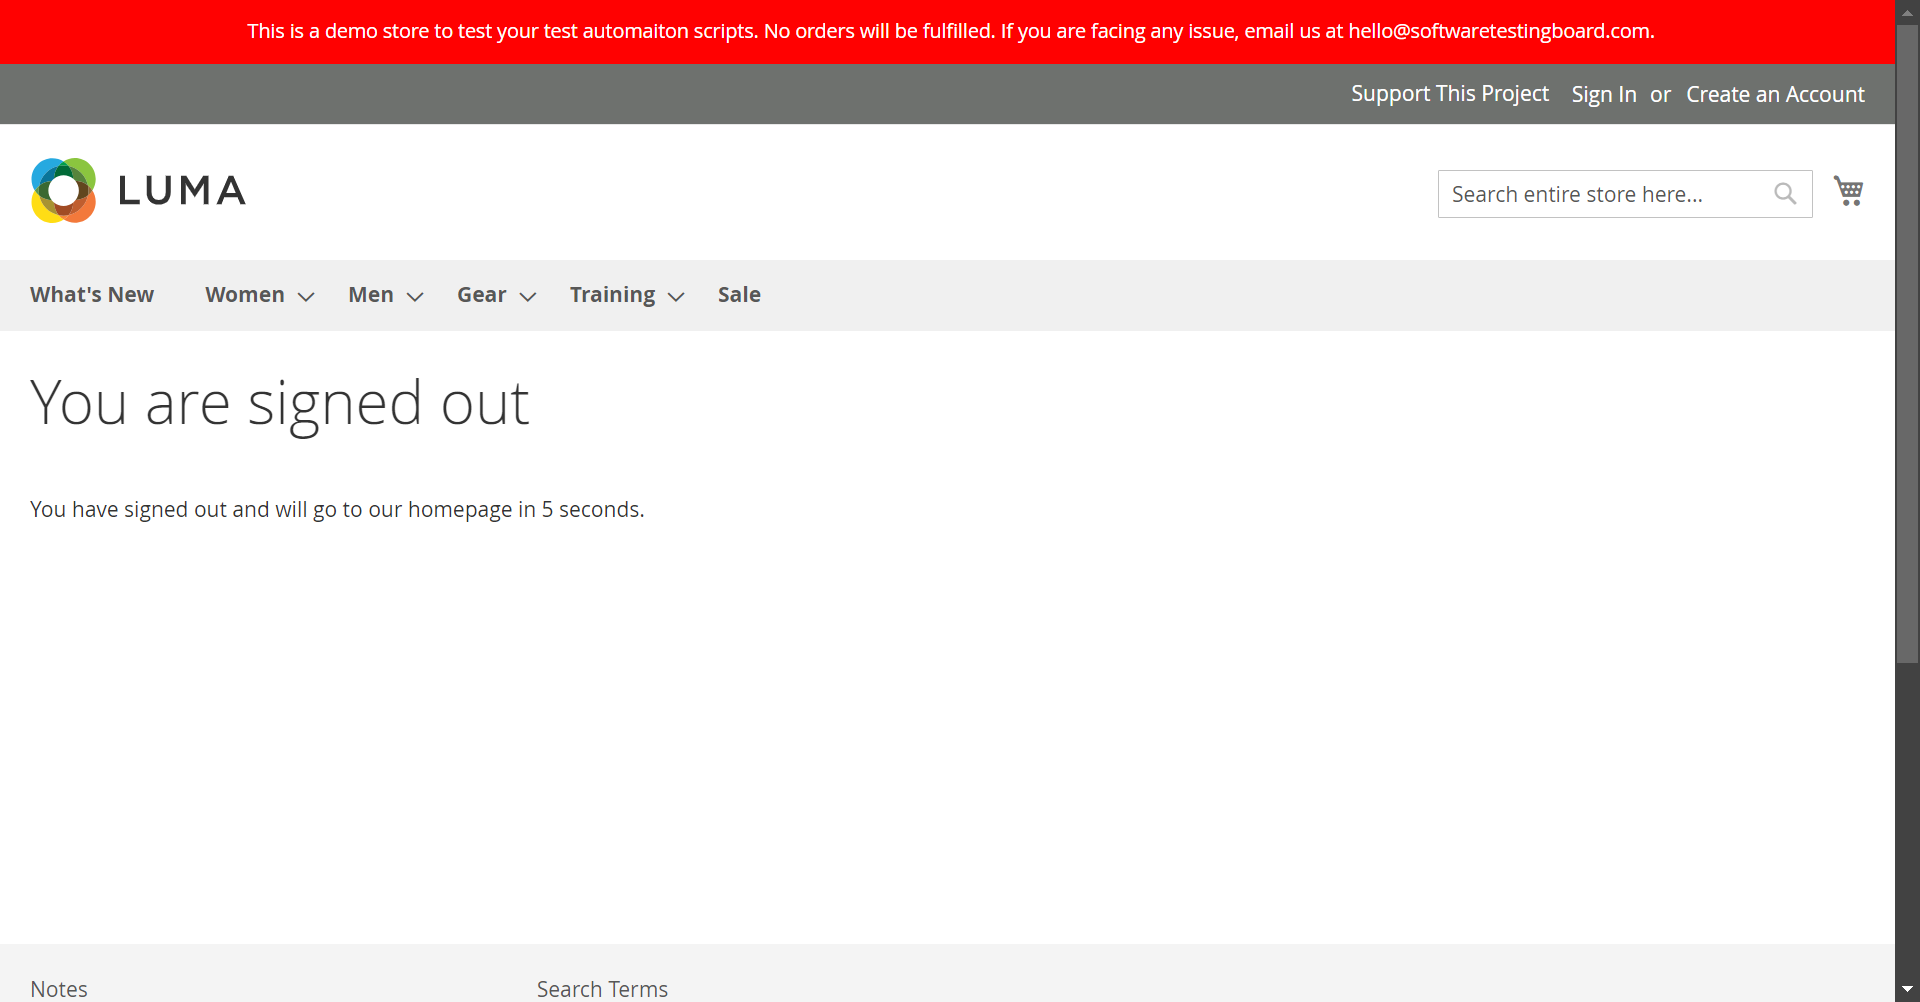 This is a demo store to test your test automaiton scripts. No orders will be fulfilled. If you are facing any issue, email us at hello@softwaretestingboard.com.
Support This Project Sign In or Create an Account
LUMA
Search entire store here...
What's New Women Men Gear Training Sale
You are signed out
You have signed out and will go to our homepage in 5 seconds.
Notes Search Terms